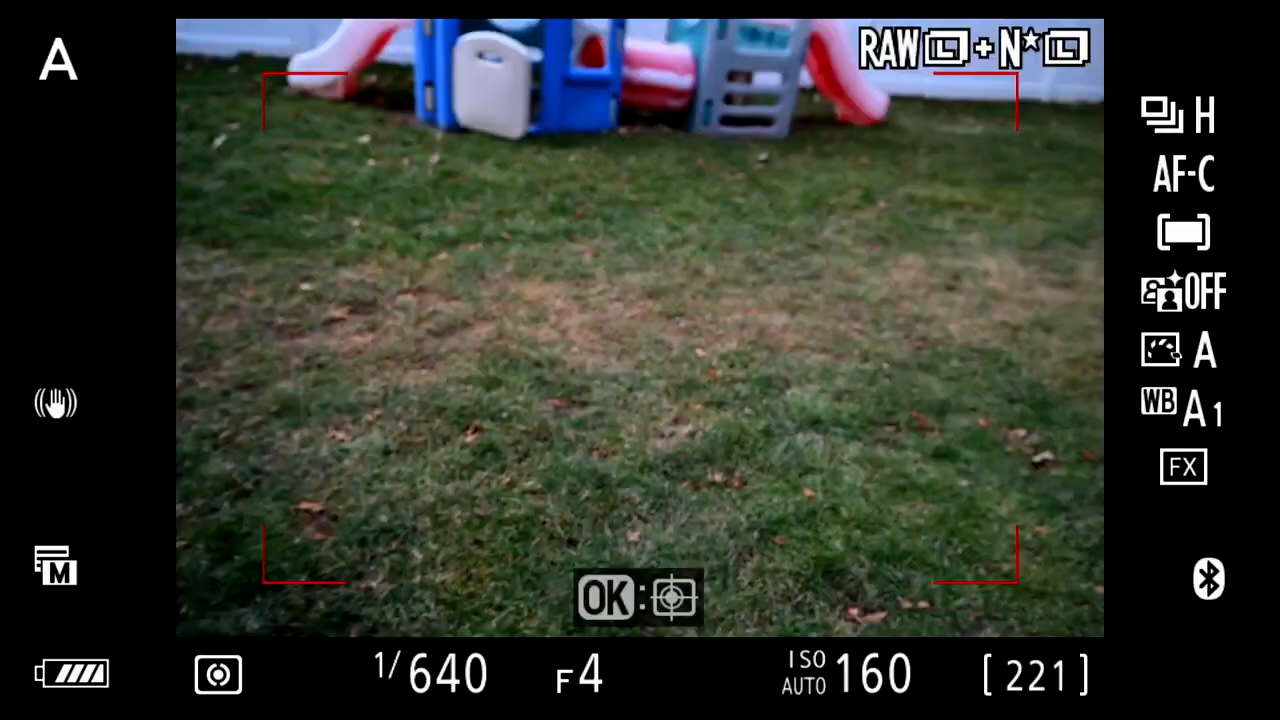 A
RAW L + N★ L
H
AF-C
OFF
A
WB A1
FX
M
OK :
1/640 F4 ISO AUTO 160 [221]